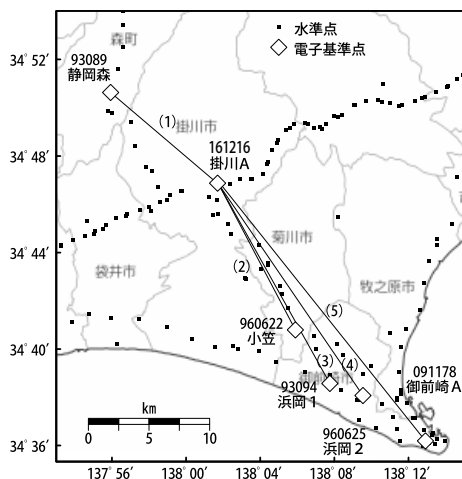 水準点
電子基準点
34˚ 52′
34˚ 48′
34˚ 44′
34˚ 40′
34˚ 36′
137˚56′
138˚00′
138˚04′
138˚08′
138˚12′
森町
93089
静岡森
(1)
掛川市
161216
掛川A
菊川市
(2)
袋井市
牧之原市
(5)
960622
小笠
(3)
(4)
御前崎市
93094
浜岡1
091178
御前崎A
960625
浜岡2
km
0 5 10